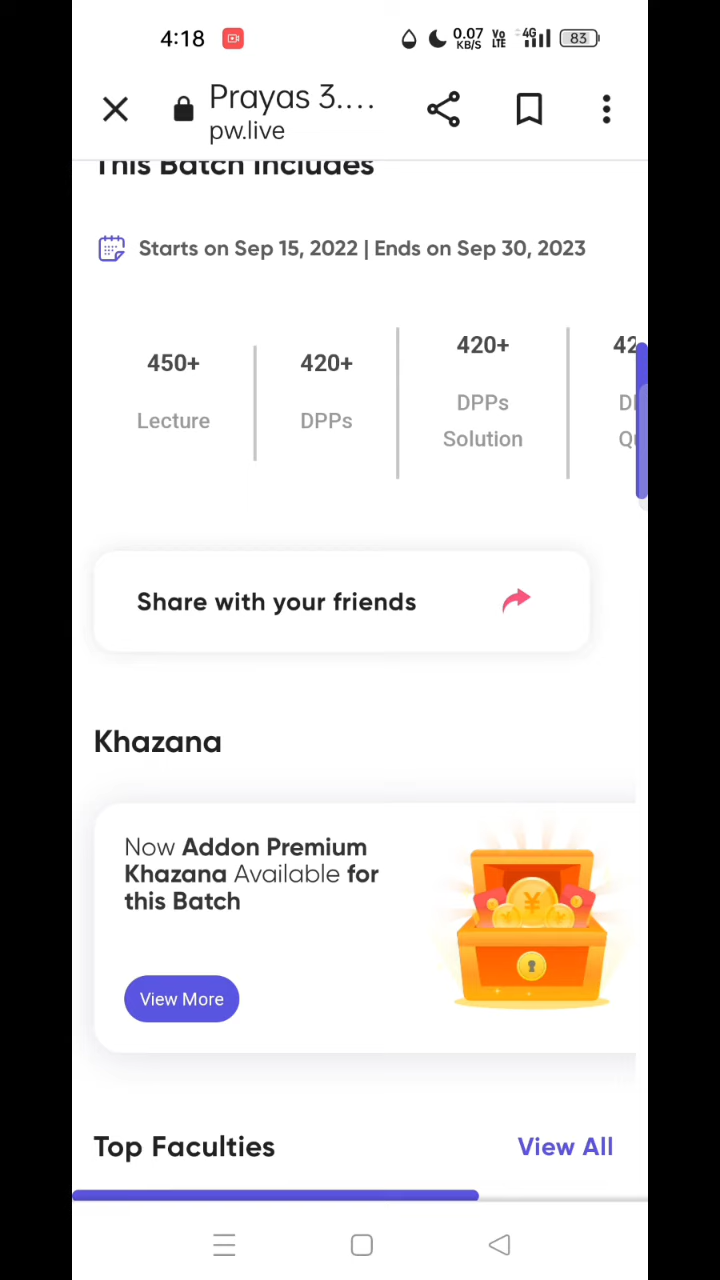 4:18
0.07
KB/S
Vo
LTE
4G
83
Prayas 3....
pw.live
This Batch Includes
Starts on Sep 15, 2022 | Ends on Sep 30, 2023
450+
Lecture
420+
DPPs
420+
DPPs
Solution
42
Share with your friends
Khazana
Now Addon Premium
Khazana Available for
this Batch
View More
Top Faculties
View All